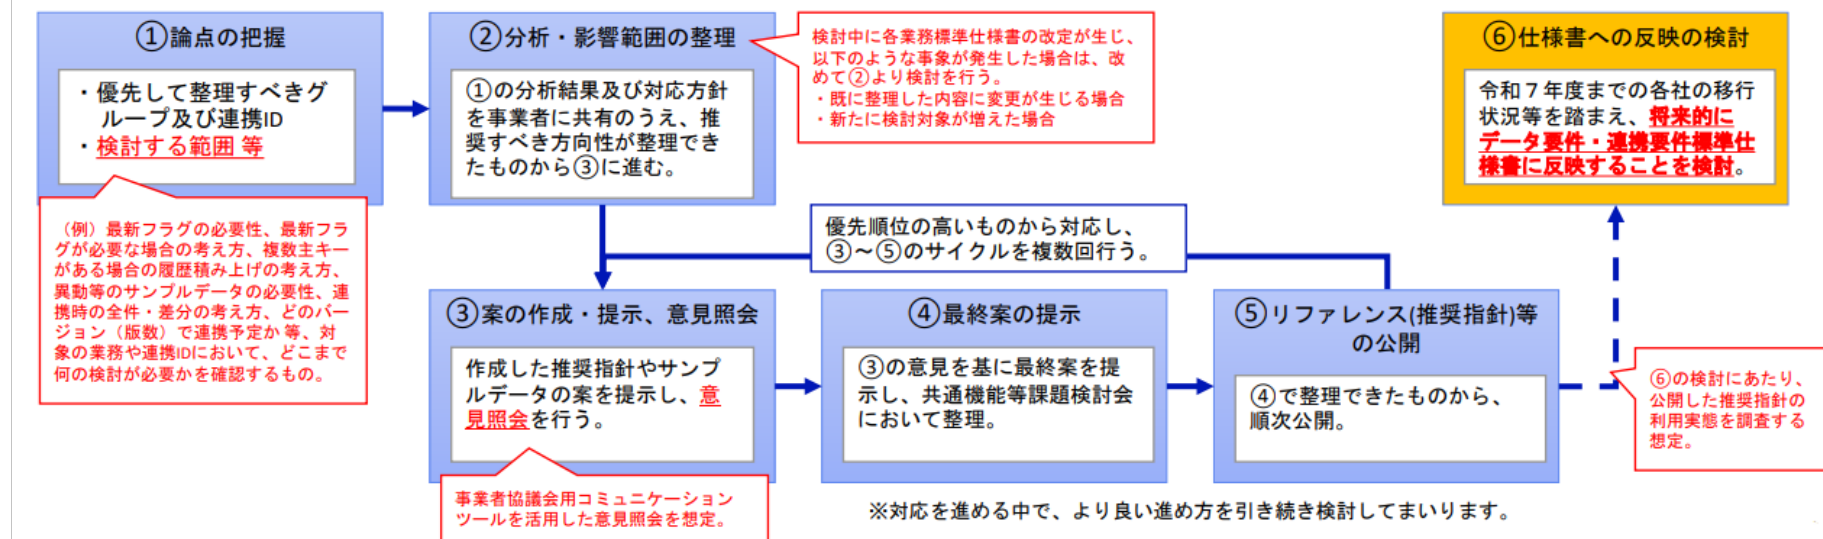 ①論点の把握
・優先して整理すべきグ
ループ及び連携ID
・検討する範囲 等
（例）最新フラグの必要性、最新フラ
グが必要な場合の考え方、複数主キー
がある場合の履歴積み上げの考え方、
異動等のサンプルデータの必要性、連
携時の全件・差分の考え方、どのバー
ジョン（版数）で連携予定か 等、対
象の業務や連携IDにおいて、どこまで
何の検討が必要かを確認するもの。
②分析・影響範囲の整理
①の分析結果及び対応方針
を事業者に共有のうえ、推
奨すべき方向性が整理でき
たものから③に進む。
検討中に各業務標準仕様書の改定が生じ、
以下のような事象が発生した場合は、改
めて②より検討を行う。
・既に整理した内容に変更が生じる場合
・新たに検討対象が増えた場合
優先順位の高いものから対応し、
③～⑤のサイクルを複数回行う。
③案の作成・提示、意見照会
作成した推奨指針やサンプ
ルデータの案を提示し、意
見照会を行う。
事業者協議会用コミュニケーション
ツールを活用した意見照会を想定。
④最終案の提示
③の意見を基に最終案を提
示し、共通機能等課題検討会
において整理。
⑤リファレンス(推奨指針)等
の公開
④で整理できたものから、
順次公開。
⑥仕様書への反映の検討
令和７年度までの各社の移行
状況等を踏まえ、将来的に
データ要件・連携要件標準仕
様書に反映することを検討。
⑥の検討にあたり、
公開した推奨指針の
利用実態を調査する
想定。
※対応を進める中で、より良い進め方を引き続き検討してまいります。